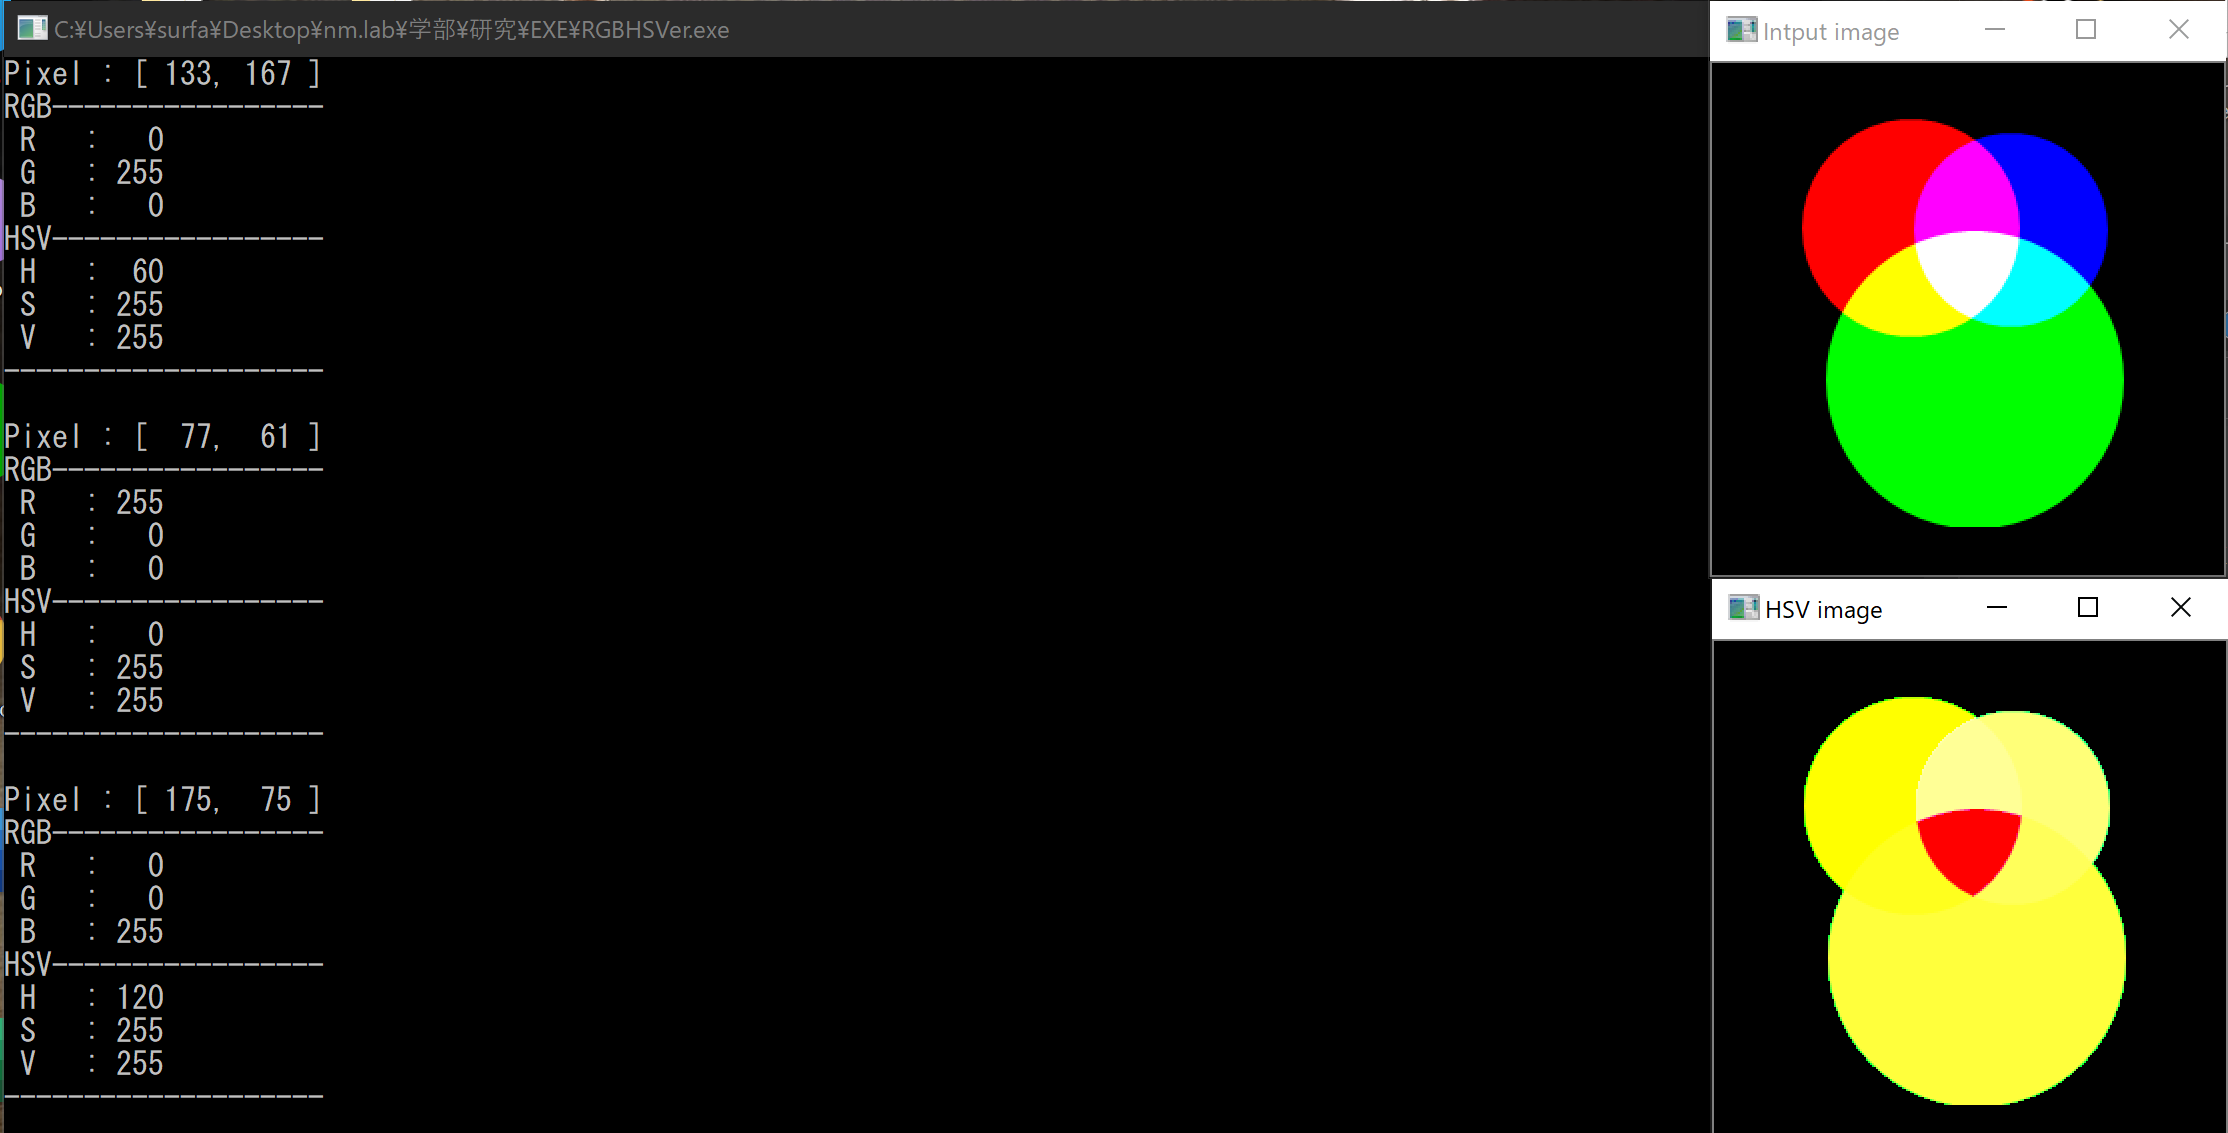 C:¥Users¥surfa¥Desktop¥nm.lab¥学部¥研究¥EXE¥RGBHSVer.exe
Pixel : [ 133, 167 ]
RGB-----------------
R : 0
G : 255
B : 0
HSV-----------------
H : 60
S : 255
V : 255
--------------------
Pixel : [ 77, 61 ]
RGB-----------------
R : 255
G : 0
B : 0
HSV-----------------
H : 0
S : 255
V : 255
--------------------
Pixel : [ 175, 75 ]
RGB-----------------
R : 0
G : 0
B : 255
HSV-----------------
H : 120
S : 255
V : 255
--------------------
Intput image
HSV image